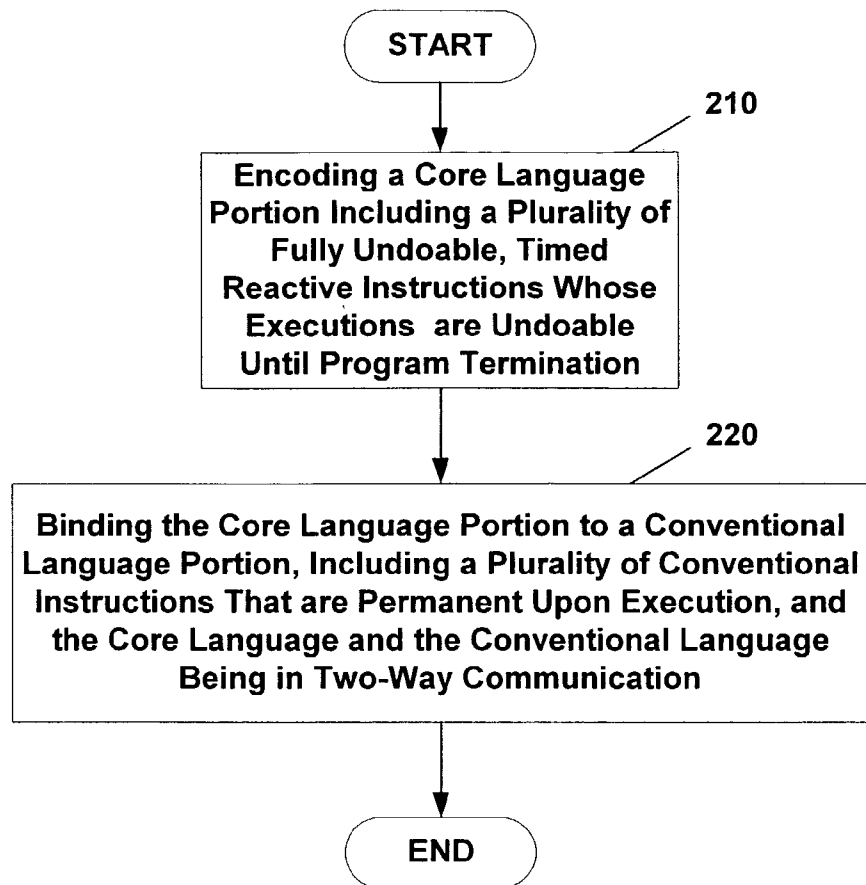 START
210
Encoding a Core Language
Portion Including a Plurality of
Fully Undoable, Timed
Reactive Instructions Whose
Executions are Undoable
Until Program Termination
220
Binding the Core Language Portion to a Conventional
Language Portion, Including a Plurality of Conventional
Instructions That are Permanent Upon Execution, and
the Core Language and the Conventional Language
Being in Two-Way Communication
END